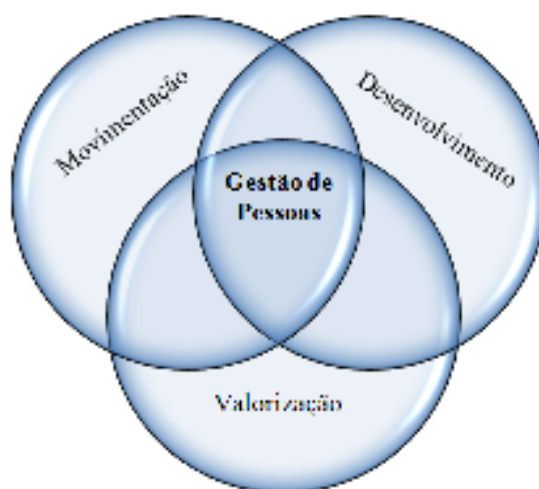 Movimentação
Desenvolvimento
Gestão de
Pessoas
Valorização